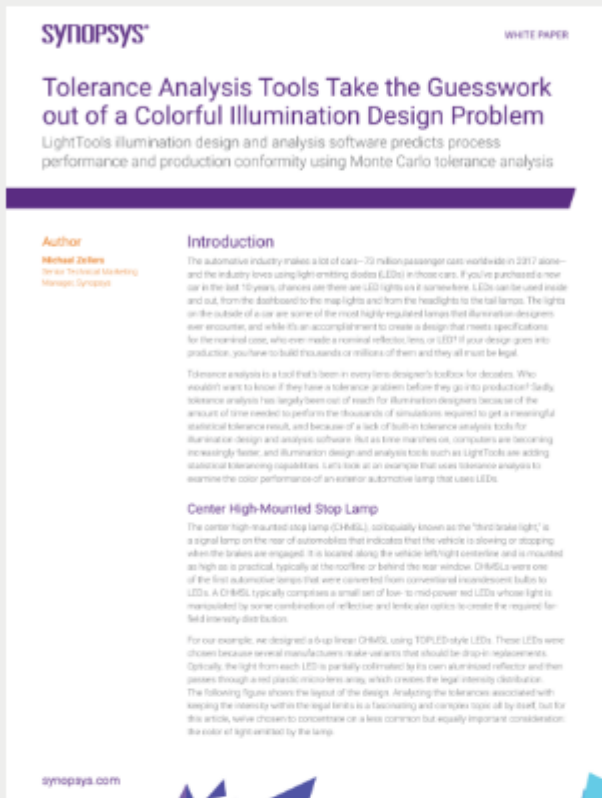 SYNOPSYS
WHITE PAPER
Tolerance Analysis Tools Take the Guesswork
out of a Colorful Illumination Design Problem
LightTools illumination design and analysis software predicts process
performance and production conformity using Monte Carlo tolerance analysis
Author
Michael Zollers
Senior Technical Marketing
Manager, Synopsys
Introduction
The automotive industry makes a lot of cars—73 million passenger cars worldwide in 2017 alone—
and the industry loves using light emitting diodes (LEDs) in those cars. If you've purchased a new
car in the last 10 years, chances are there are LED lights on it somewhere. LEDs can be used inside
and out, from the dashboard to the map lights and from the headlights to the tail lamps. The lights
on the outside of a car are some of the most highly regulated lamps that illumination designers
ever encounter, and while it's an accomplishment to create a design that meets specifications
for the nominal case, who ever made a nominal reflector, lens, or LED? If your design goes into
production, you have to build thousands or millions of them and they all must be legal.
Tolerance analysis is a tool that's been in every lens designer's toolbox for decades. Who
wouldn't want to know if they have a tolerance problem before they go into production? Sadly,
tolerance analysis has largely been out of reach for illumination designers because of the
amount of time needed to perform the thousands of simulations required to get a meaningful
statistical tolerance result, and because of a lack of built-in tolerance analysis tools for
illumination design and analysis software. But as time marches on, computers are becoming
increasingly faster, and illumination design and analysis tools such as LightTools are adding
statistical tolerancing capabilities. Let's look at an example that uses tolerance analysis to
examine the color performance of an exterior automotive lamp that uses LEDs.
Center High-Mounted Stop Lamp
The center high-mounted stop lamp (CHMSL), colloquially known as the "third brake light," is
a signal lamp on the rear of automobiles that indicates that the vehicle is slowing or stopping
when the brakes are engaged. It is located along the vehicle left/right centerline and is mounted
as high as is practical, typically at the roofline or behind the rear window. CHMSLs were one
of the first automotive lamps that were converted from conventional incandescent bulbs to
LEDs. A CHMSL typically comprises a small set of low- to mid-power red LEDs whose light is
manipulated by some combination of reflective and lenticular optics to create the required far-
field intensity distribution.
For our example, we designed a 6-up linear CHMSL using TOPLED-style LEDs. These LEDs were
chosen because several manufacturers make variants that should be drop-in replacements.
Optically, the light from each LED is partially collimated by its own aluminized reflector and then
passes through a red plastic micro-lens array, which creates the legal intensity distribution.
The following figure shows the layout of the design. Analyzing the tolerances associated with
keeping the intensity within the legal limits is a fascinating and complex topic all by itself, but for
this article, we've chosen to concentrate on a less common but equally important consideration:
the color of light emitted by the lamp.
synopsys.com